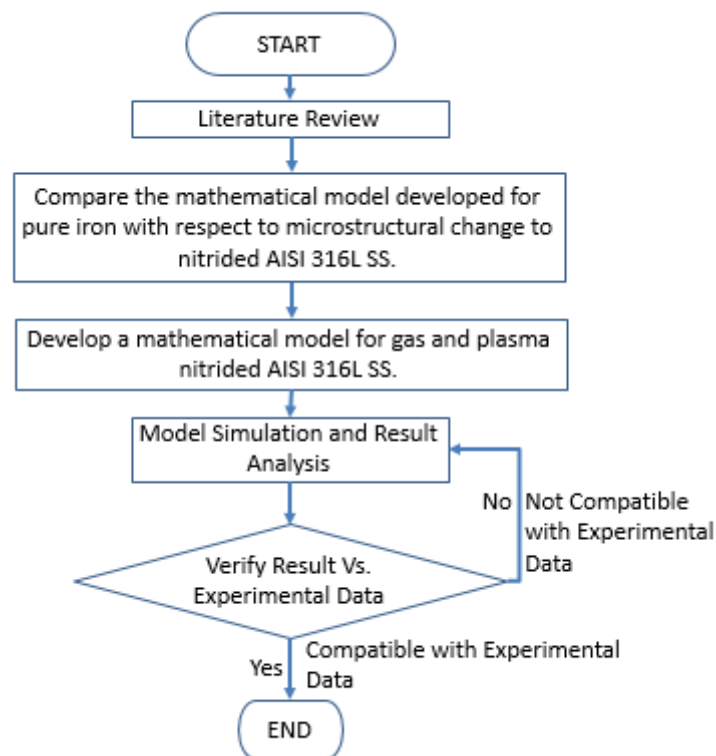 START
Literature Review
Compare the mathematical model developed for
pure iron with respect to microstructural change to
nitrided AISI 316L SS.
Develop a mathematical model for gas and plasma
nitrided AISI 316L SS.
Model Simulation and Result
Analysis
No
Not Compatible
with Experimental
Data
Verify Result Vs.
Experimental Data
Yes
Compatible with Experimental
Data
END